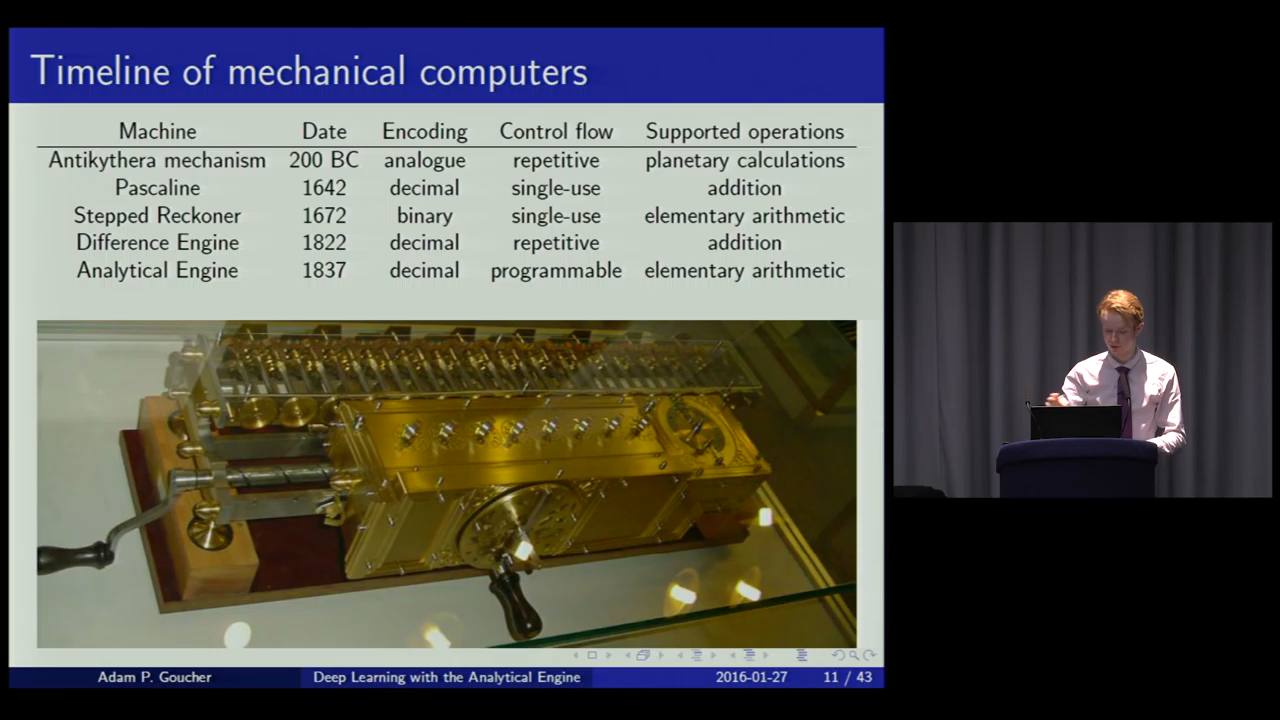 Timeline of mechanical computers
Machine Date Encoding Control flow Supported operations
Antikythera mechanism 200 BC analogue repetitive planetary calculations
Pascaline 1642 decimal single-use addition
Stepped Reckoner 1672 binary single-use elementary arithmetic
Difference Engine 1822 decimal repetitive addition
Analytical Engine 1837 decimal programmable elementary arithmetic
Adam P. Goucher Deep Learning with the Analytical Engine 2016-01-27 11 / 43